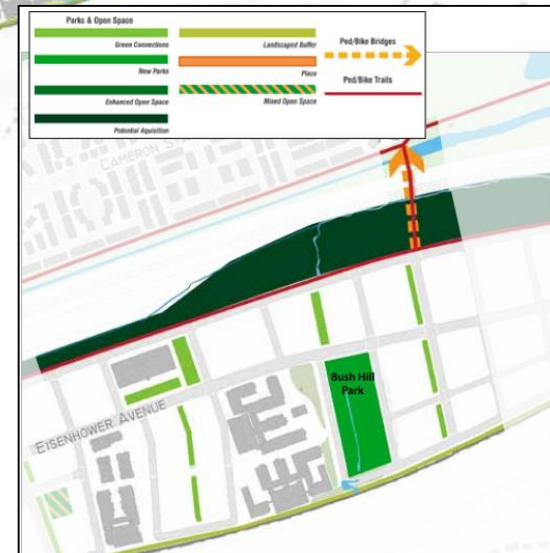 Parks & Open Space
Green Connections
New Parks
Enhanced Open Space
Potential Aquisition
Landscaped Buffer
Plaza
Mixed Open Space
Ped/Bike Bridges
Ped/Bike Trails
CAMERON ST
Bush Hill
Park
EISENHOWER AVENUE